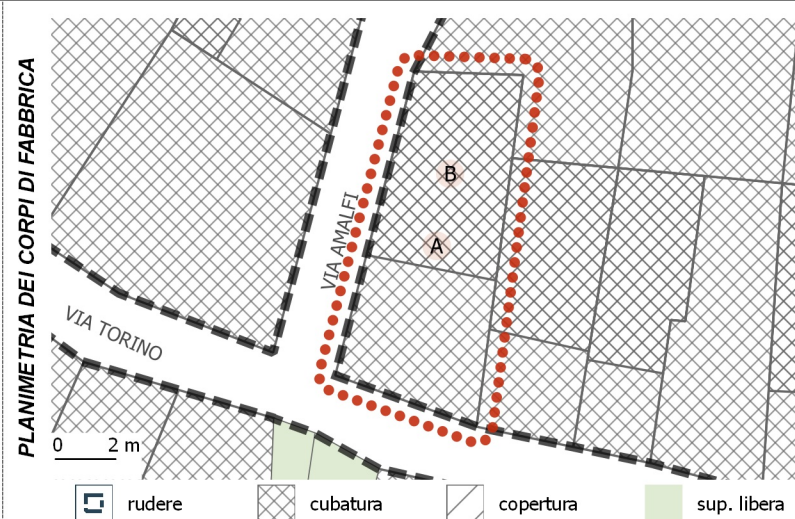 PLANIMETRIA DEI CORPI DI FABBRICA
B
A
VIA AMALFI
VIA TORINO
0 2 m
rudere cubatura copertura sup. libera